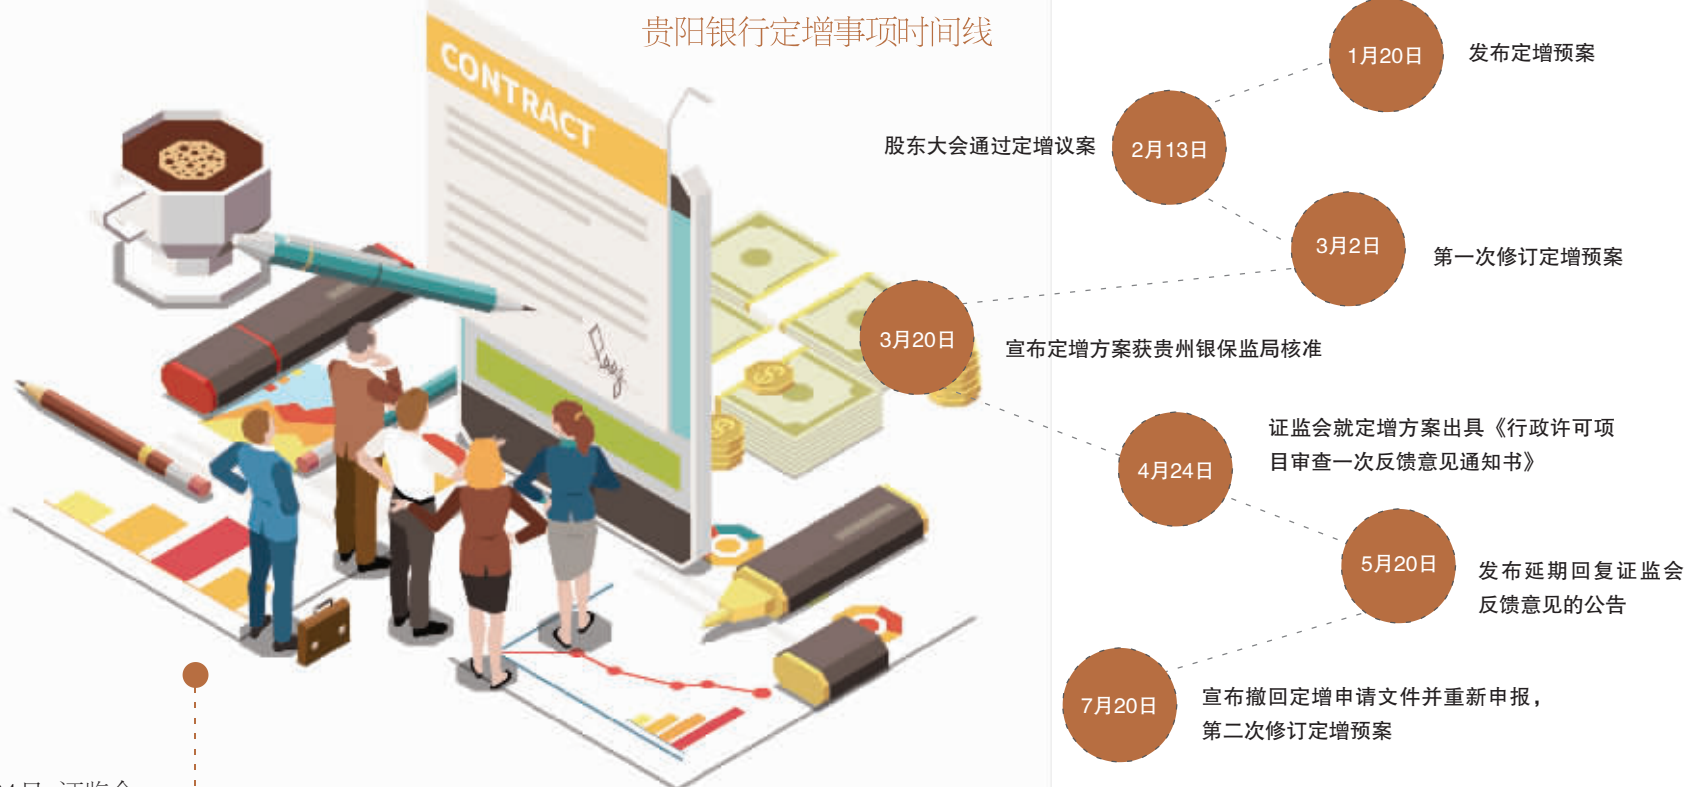 贵阳银行定增事项时间线
CONTRACT
1月20日
发布定增预案
股东大会通过定增议案
2月13日
3月2日
第一次修订定增预案
3月20日
宣布定增方案获贵州银保监局核准
4月24日
证监会就定增方案出具《行政许可项
目审查一次反馈意见通知书》
5月20日
发布延期回复证监会
反馈意见的公告
7月20日
宣布撤回定增申请文件并重新申报，
第二次修订定增预案